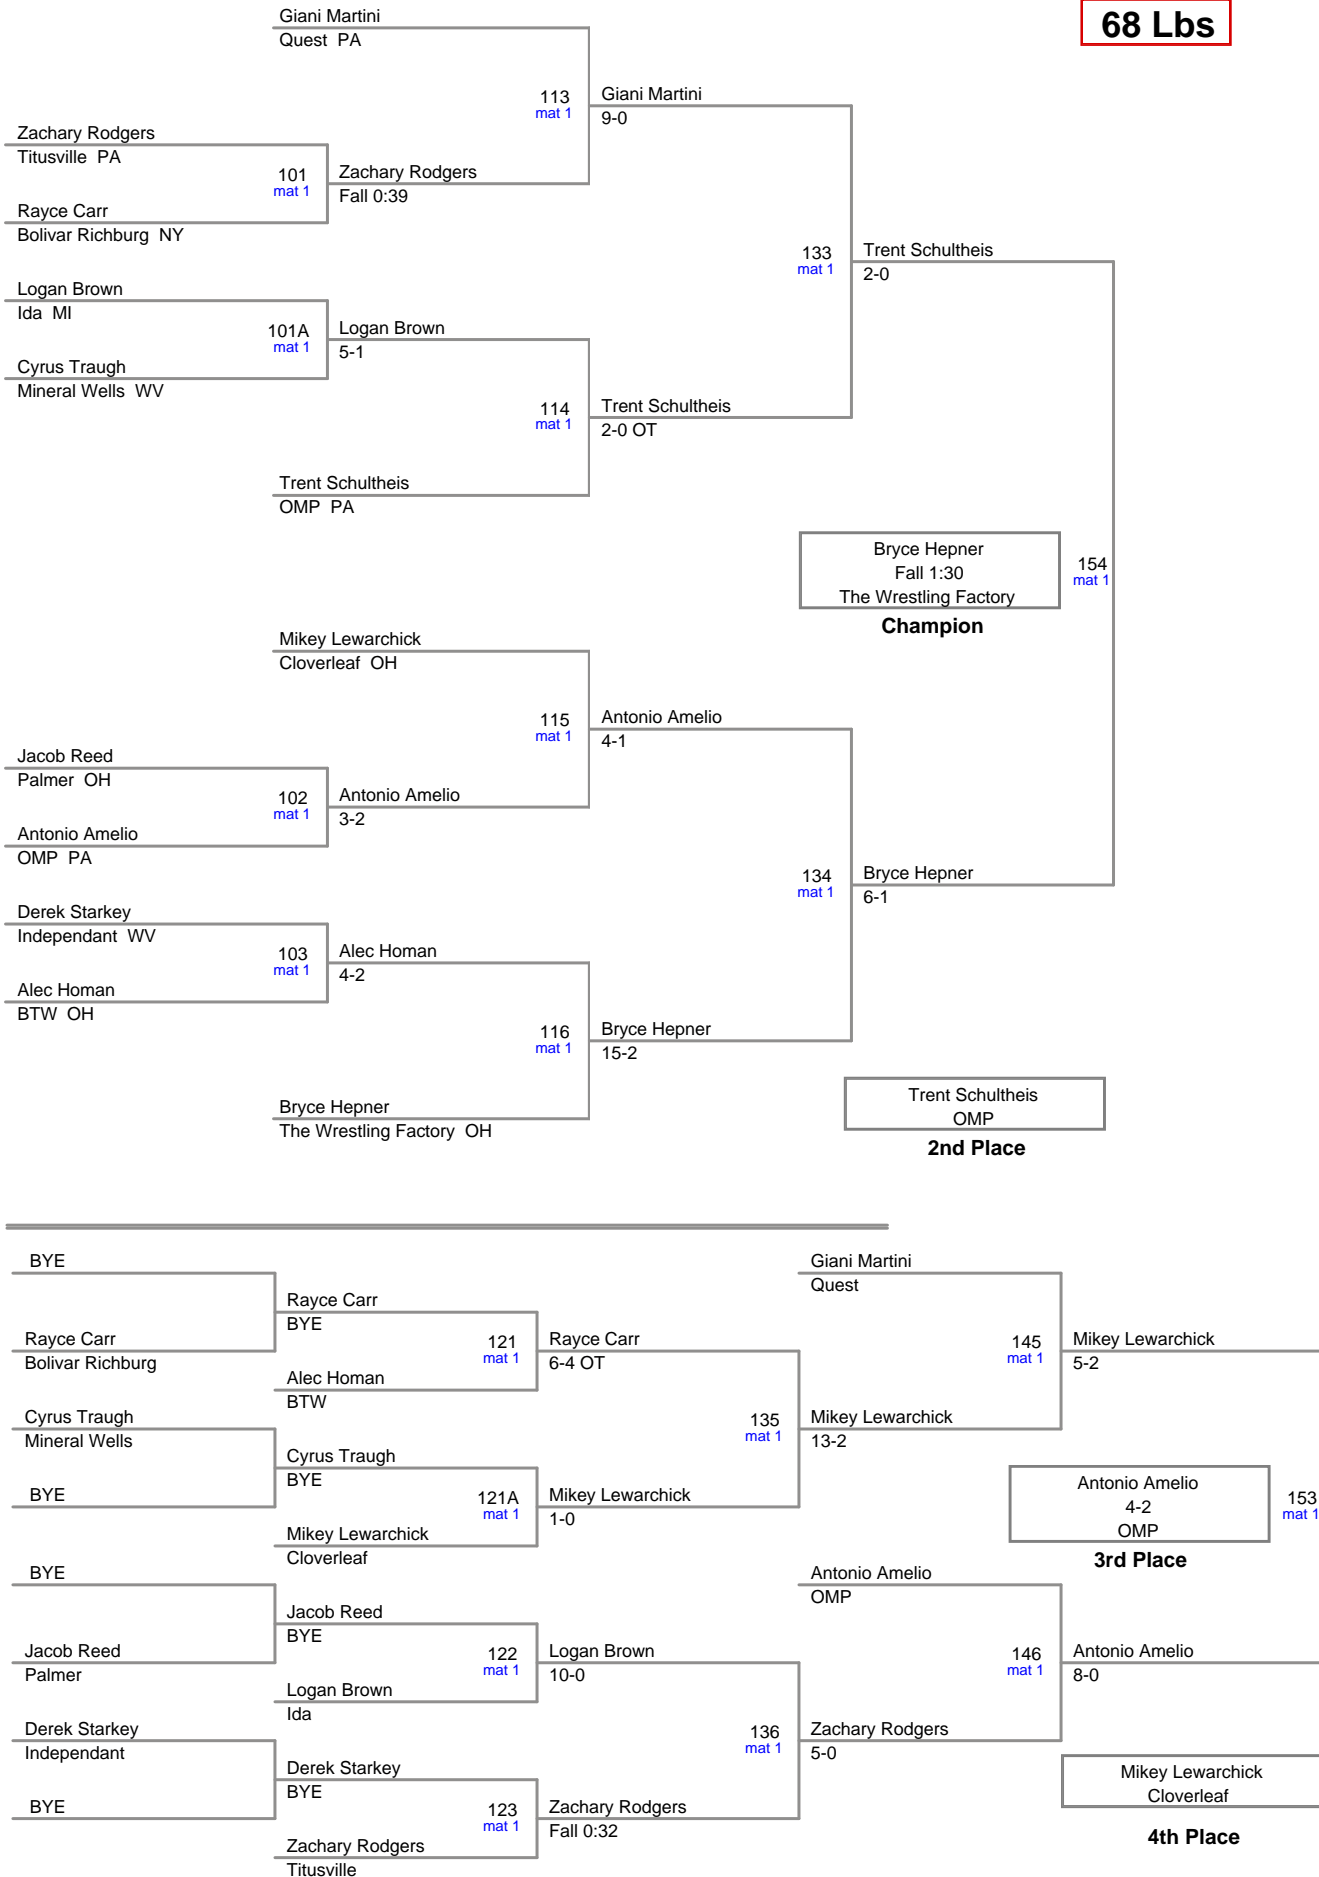 68 Lbs
Giani Martini
Quest  PA
113
mat 1
Giani Martini
9-0
Zachary Rodgers
Titusville  PA
101
mat 1
Zachary Rodgers
Fall 0:39
Rayce Carr
Bolivar Richburg  NY
133
mat 1
Trent Schultheis
2-0
Logan Brown
Ida  MI
101A
mat 1
Logan Brown
5-1
Cyrus Traugh
Mineral Wells  WV
114
mat 1
Trent Schultheis
2-0 OT
Trent Schultheis
OMP  PA
Bryce Hepner
Fall 1:30
The Wrestling Factory
Champion
154
mat 1
Mikey Lewarchick
Cloverleaf  OH
115
mat 1
Antonio Amelio
4-1
Jacob Reed
Palmer  OH
102
mat 1
Antonio Amelio
3-2
Antonio Amelio
OMP  PA
134
mat 1
Bryce Hepner
6-1
Derek Starkey
Independant  WV
103
mat 1
Alec Homan
4-2
Alec Homan
BTW  OH
116
mat 1
Bryce Hepner
15-2
Bryce Hepner
The Wrestling Factory  OH
Trent Schultheis
OMP
2nd Place
BYE
Rayce Carr
BYE
Rayce Carr
Bolivar Richburg
121
mat 1
Rayce Carr
6-4 OT
Alec Homan
BTW
Giani Martini
Quest
145
mat 1
Mikey Lewarchick
5-2
Cyrus Traugh
Mineral Wells
Cyrus Traugh
BYE
BYE
135
mat 1
Mikey Lewarchick
13-2
121A
mat 1
Mikey Lewarchick
1-0
Mikey Lewarchick
Cloverleaf
Antonio Amelio
4-2
OMP
3rd Place
153
mat 1
BYE
Jacob Reed
BYE
Jacob Reed
Palmer
122
mat 1
Logan Brown
10-0
Logan Brown
Ida
Antonio Amelio
OMP
146
mat 1
Antonio Amelio
8-0
Derek Starkey
Independant
136
mat 1
Zachary Rodgers
5-0
Derek Starkey
BYE
BYE
123
mat 1
Zachary Rodgers
Fall 0:32
Zachary Rodgers
Titusville
Mikey Lewarchick
Cloverleaf
4th Place